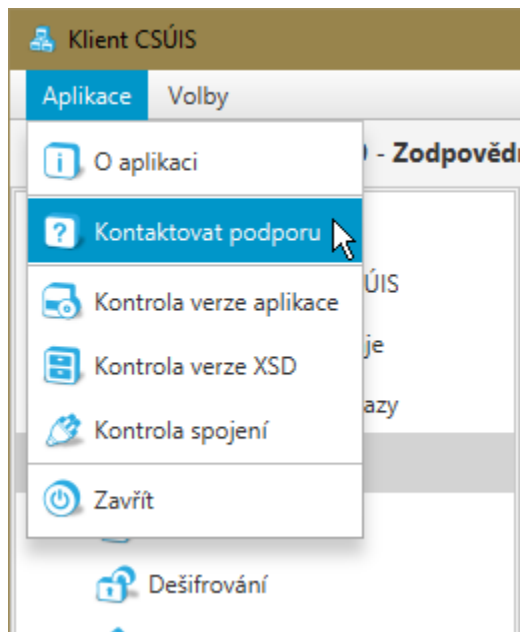 Klient CSÚIS
Aplikace Volby
- Zodpověd
O aplikaci
Kontaktovat podporu
ÚIS
Kontrola verze aplikace
je
Kontrola verze XSD
azy
Kontrola spojení
Zavřít
Dešifrování